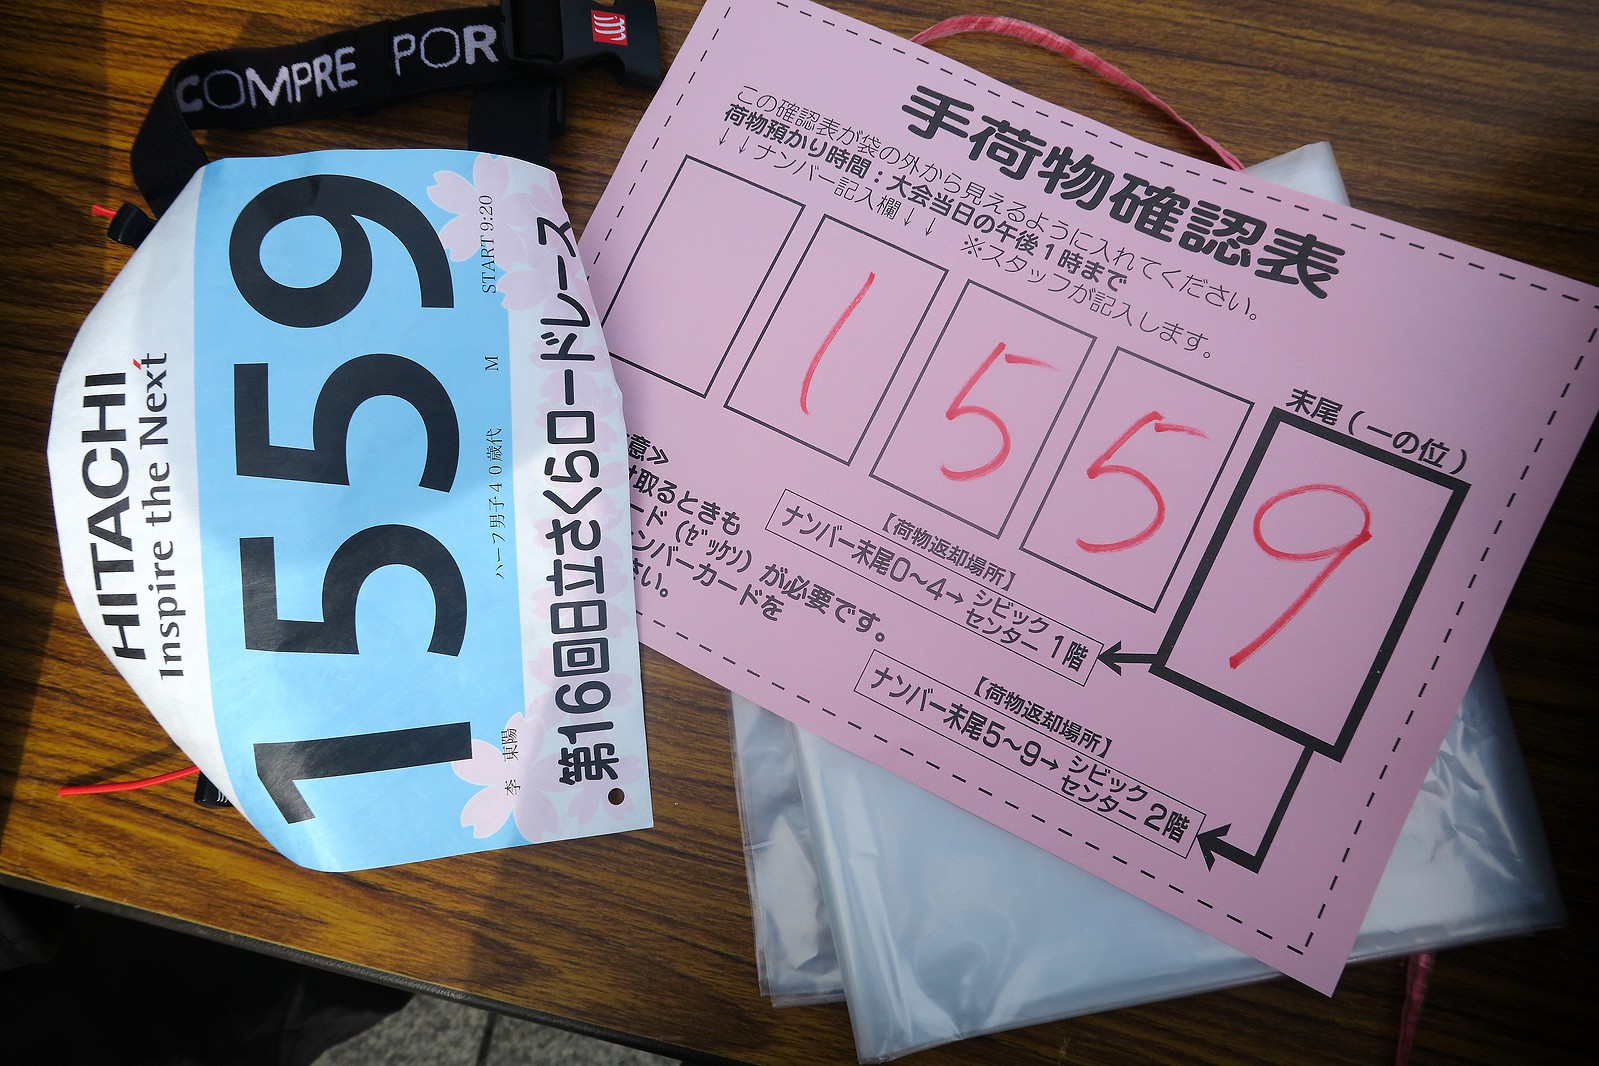 COMPRE POR
HITACHI
Inspire the Next
1559
START 9:20
M
ハーフ男子40歳代
李 東陽
第16回日立さくらロードレース
手荷物確認表
この確認表が袋の外から見えるように入れてください。
荷物預かり時間：大会当日の午後1時まで
↓↓ナンバー記入欄↓↓ ※スタッフが記入します。
末尾（一の位）
1 5 5 9
意≫
け取るときも
ード（ｾﾞｯｹﾝ）が必要です。
ンバーカードを
さい。
【荷物返却場所】
ナンバー末尾0〜4→シビックセンター1階
【荷物返却場所】
ナンバー末尾5〜9→シビックセンター2階